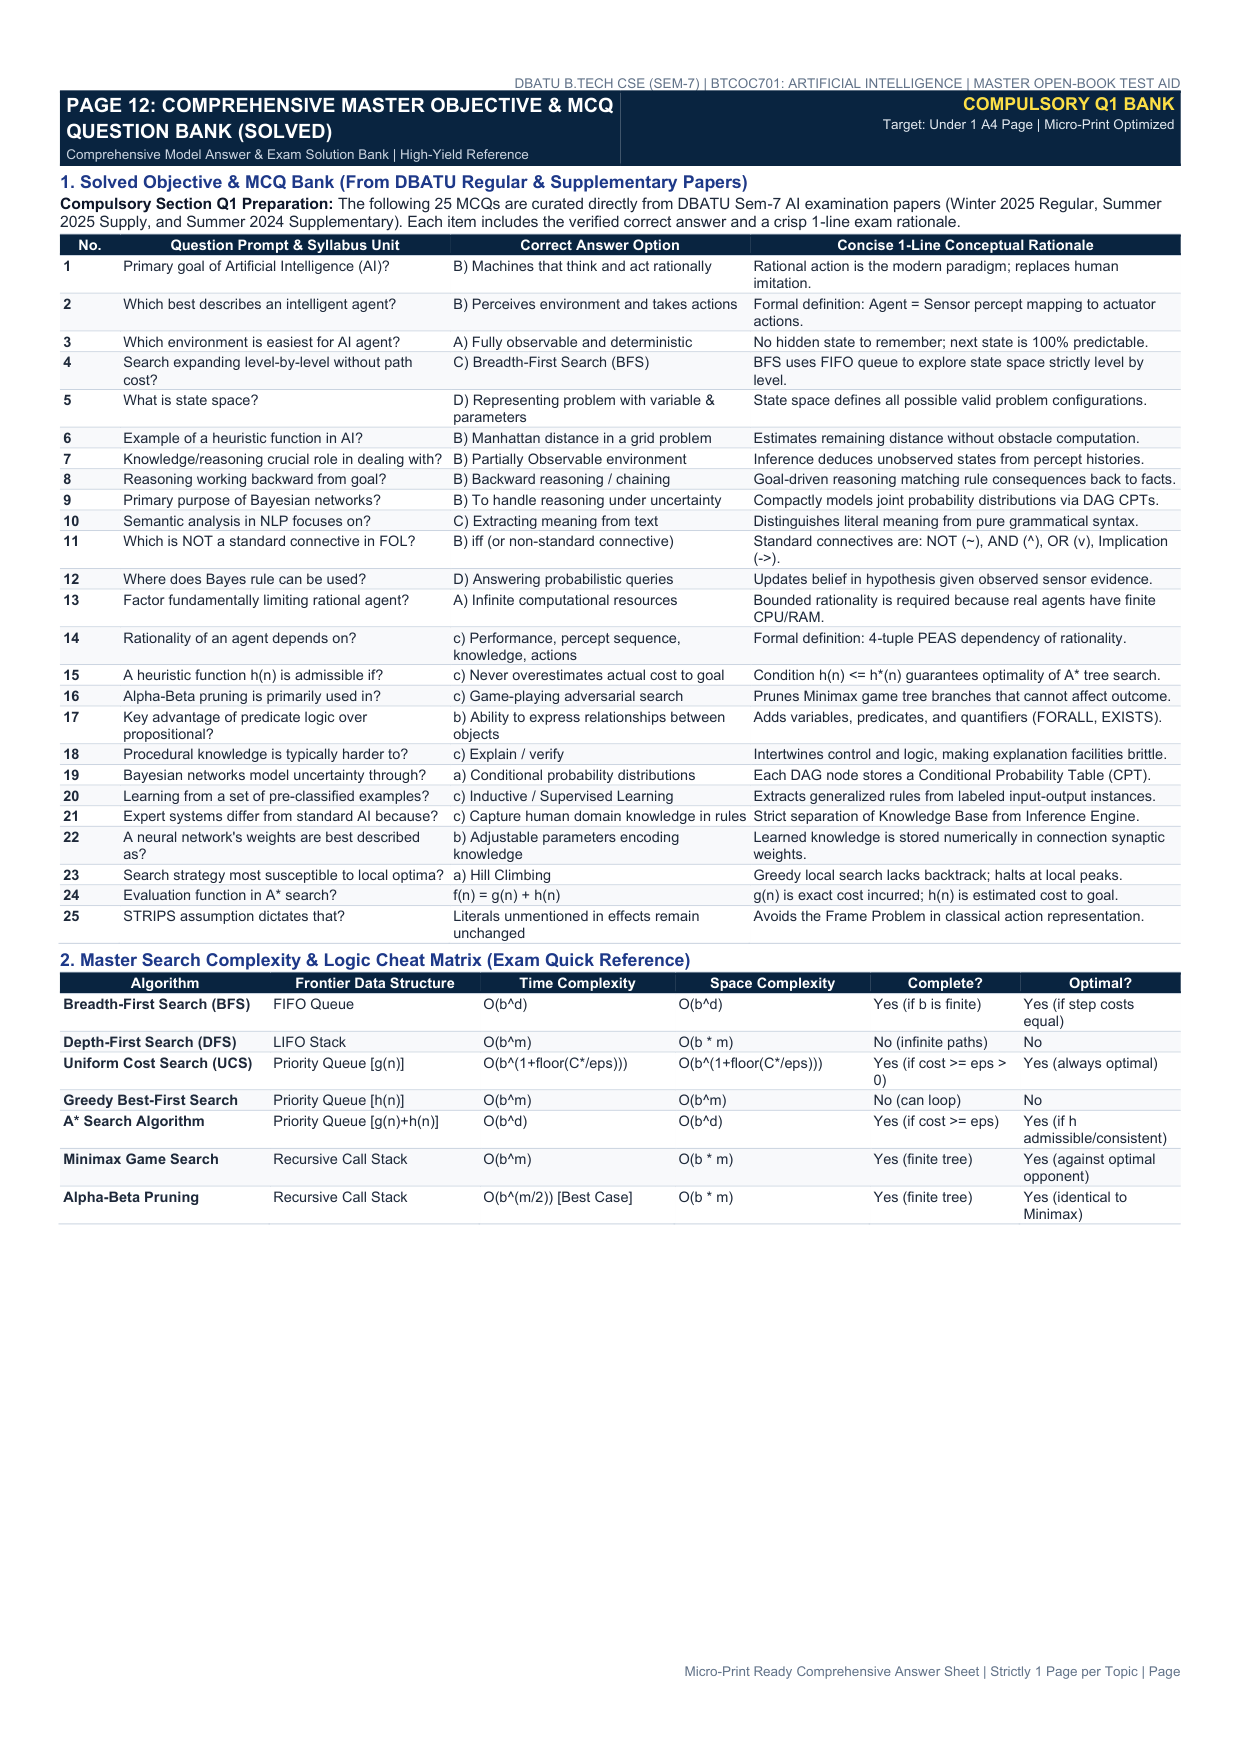 DBATU B.TECH CSE (SEM-7) | BTCOC701: ARTIFICIAL INTELLIGENCE | MASTER OPEN-BOOK TEST AID
PAGE 12: COMPREHENSIVE MASTER OBJECTIVE & MCQ
QUESTION BANK (SOLVED)
Comprehensive Model Answer & Exam Solution Bank | High-Yield Reference
COMPULSORY Q1 BANK
Target: Under 1 A4 Page | Micro-Print Optimized
1. Solved Objective & MCQ Bank (From DBATU Regular & Supplementary Papers)
Compulsory Section Q1 Preparation: The following 25 MCQs are curated directly from DBATU Sem-7 AI examination papers (Winter 2025 Regular, Summer
2025 Supply, and Summer 2024 Supplementary). Each item includes the verified correct answer and a crisp 1-line exam rationale.
No. Question Prompt & Syllabus Unit Correct Answer Option Concise 1-Line Conceptual Rationale
1 Primary goal of Artificial Intelligence (AI)? B) Machines that think and act rationally Rational action is the modern paradigm; replaces human
imitation.
2 Which best describes an intelligent agent? B) Perceives environment and takes actions Formal definition: Agent = Sensor percept mapping to actuator
actions.
3 Which environment is easiest for AI agent? A) Fully observable and deterministic No hidden state to remember; next state is 100% predictable.
4 Search expanding level-by-level without path C) Breadth-First Search (BFS) BFS uses FIFO queue to explore state space strictly level by
cost? level.
5 What is state space? D) Representing problem with variable & State space defines all possible valid problem configurations.
parameters
6 Example of a heuristic function in AI? B) Manhattan distance in a grid problem Estimates remaining distance without obstacle computation.
7 Knowledge/reasoning crucial role in dealing with? B) Partially Observable environment Inference deduces unobserved states from percept histories.
8 Reasoning working backward from goal? B) Backward reasoning / chaining Goal-driven reasoning matching rule consequences back to facts.
9 Primary purpose of Bayesian networks? B) To handle reasoning under uncertainty Compactly models joint probability distributions via DAG CPTs.
10 Semantic analysis in NLP focuses on? C) Extracting meaning from text Distinguishes literal meaning from pure grammatical syntax.
11 Which is NOT a standard connective in FOL? B) iff (or non-standard connective) Standard connectives are: NOT (~), AND (^), OR (v), Implication
(->).
12 Where does Bayes rule can be used? D) Answering probabilistic queries Updates belief in hypothesis given observed sensor evidence.
13 Factor fundamentally limiting rational agent? A) Infinite computational resources Bounded rationality is required because real agents have finite
CPU/RAM.
14 Rationality of an agent depends on? c) Performance, percept sequence, Formal definition: 4-tuple PEAS dependency of rationality.
knowledge, actions
15 A heuristic function h(n) is admissible if? c) Never overestimates actual cost to goal Condition h(n) <= h*(n) guarantees optimality of A* tree search.
16 Alpha-Beta pruning is primarily used in? c) Game-playing adversarial search Prunes Minimax game tree branches that cannot affect outcome.
17 Key advantage of predicate logic over b) Ability to express relationships between Adds variables, predicates, and quantifiers (FORALL, EXISTS).
propositional? objects
18 Procedural knowledge is typically harder to? c) Explain / verify Intertwines control and logic, making explanation facilities brittle.
19 Bayesian networks model uncertainty through? a) Conditional probability distributions Each DAG node stores a Conditional Probability Table (CPT).
20 Learning from a set of pre-classified examples? c) Inductive / Supervised Learning Extracts generalized rules from labeled input-output instances.
21 Expert systems differ from standard AI because? c) Capture human domain knowledge in rules Strict separation of Knowledge Base from Inference Engine.
22 A neural network's weights are best described b) Adjustable parameters encoding Learned knowledge is stored numerically in connection synaptic
as? knowledge weights.
23 Search strategy most susceptible to local optima? a) Hill Climbing Greedy local search lacks backtrack; halts at local peaks.
24 Evaluation function in A* search? f(n) = g(n) + h(n) g(n) is exact cost incurred; h(n) is estimated cost to goal.
25 STRIPS assumption dictates that? Literals unmentioned in effects remain Avoids the Frame Problem in classical action representation.
unchanged
2. Master Search Complexity & Logic Cheat Matrix (Exam Quick Reference)
Algorithm Frontier Data Structure Time Complexity Space Complexity Complete? Optimal?
Breadth-First Search (BFS) FIFO Queue O(b^d) O(b^d) Yes (if b is finite) Yes (if step costs
equal)
Depth-First Search (DFS) LIFO Stack O(b^m) O(b * m) No (infinite paths) No
Uniform Cost Search (UCS) Priority Queue [g(n)] O(b^(1+floor(C*/eps))) O(b^(1+floor(C*/eps))) Yes (if cost >= eps > Yes (always optimal)
0)
Greedy Best-First Search Priority Queue [h(n)] O(b^m) O(b^m) No (can loop) No
A* Search Algorithm Priority Queue [g(n)+h(n)] O(b^d) O(b^d) Yes (if cost >= eps) Yes (if h
admissible/consistent)
Minimax Game Search Recursive Call Stack O(b^m) O(b * m) Yes (finite tree) Yes (against optimal
opponent)
Alpha-Beta Pruning Recursive Call Stack O(b^(m/2)) [Best Case] O(b * m) Yes (finite tree) Yes (identical to
Minimax)
Micro-Print Ready Comprehensive Answer Sheet | Strictly 1 Page per Topic | Page